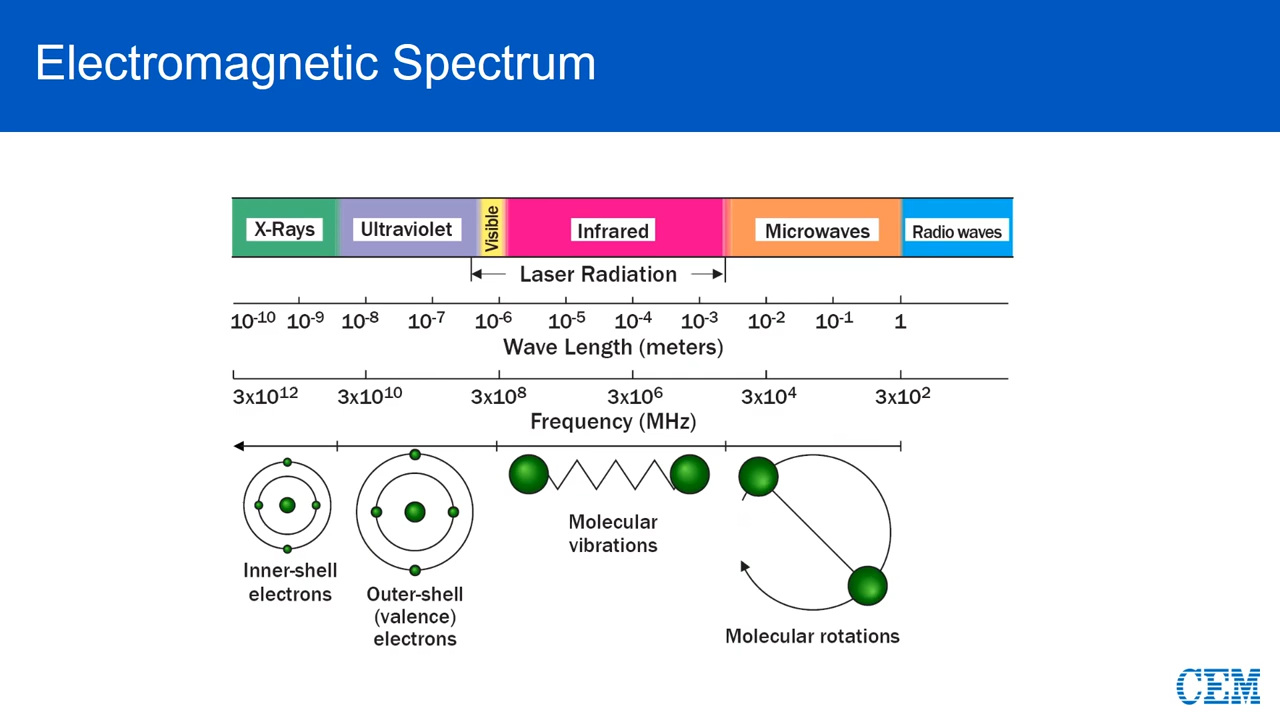 Electromagnetic Spectrum
X-Rays Ultraviolet Visible Infrared Microwaves Radio waves
Laser Radiation
10⁻¹⁰ 10⁻⁹ 10⁻⁸ 10⁻⁷ 10⁻⁶ 10⁻⁵ 10⁻⁴ 10⁻³ 10⁻² 10⁻¹ 1
Wave Length (meters)
3x10¹² 3x10¹⁰ 3x10⁸ 3x10⁶ 3x10⁴ 3x10²
Frequency (MHz)
Inner-shell
electrons
Outer-shell
(valence)
electrons
Molecular
vibrations
Molecular rotations
CEM